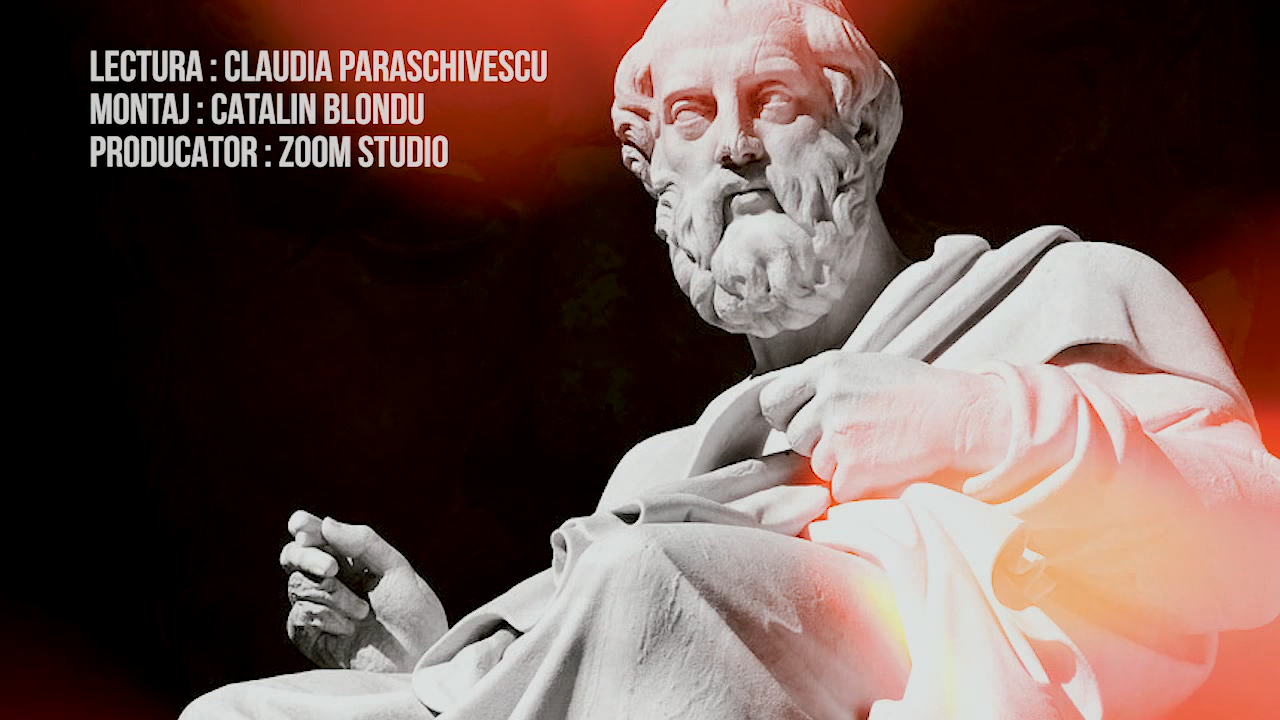 LECTURA : CLAUDIA PARASCHIVESCU
MONTAJ : CATALIN BLONDU
PRODUCATOR : ZOOM STUDIO